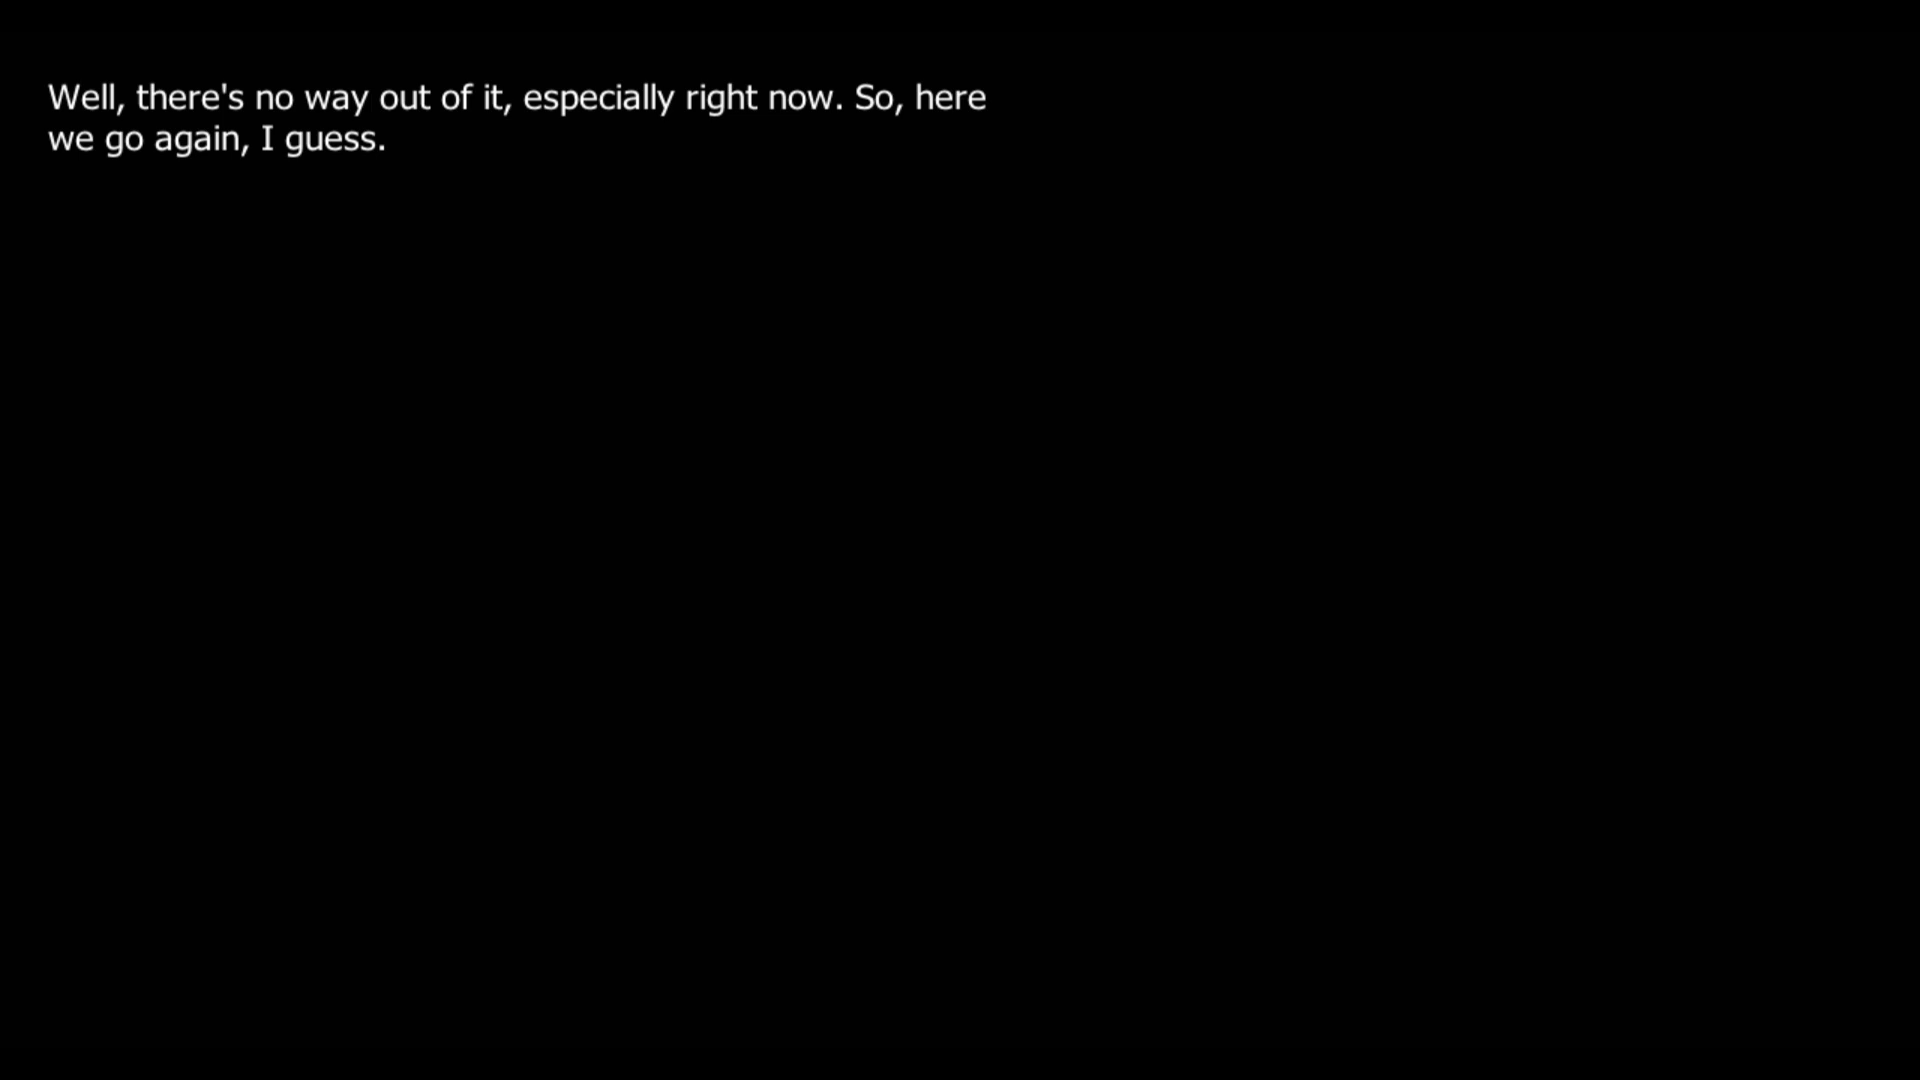 Well, there's no way out of it, especially right now. So, here
we go again, I guess.